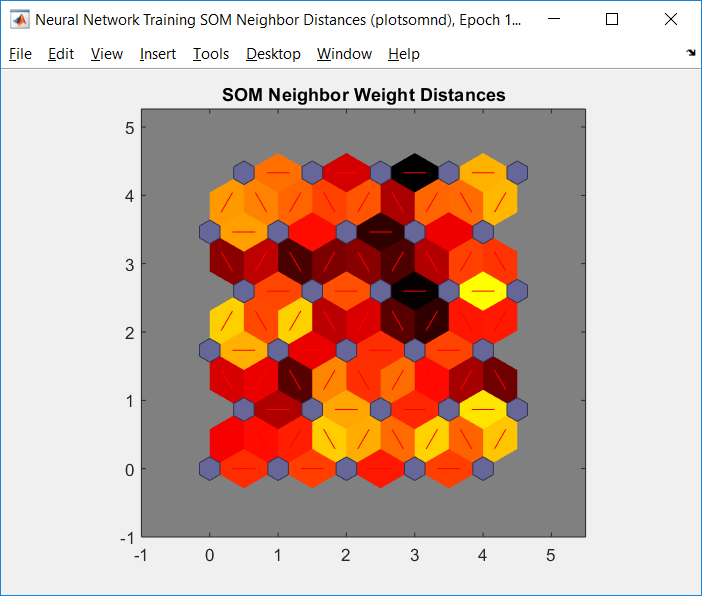 Neural Network Training SOM Neighbor Distances (plotsomnd), Epoch 1...
File Edit View Insert Tools Desktop Window Help
SOM Neighbor Weight Distances
5
4
3
2
1
0
-1
-1 0 1 2 3 4 5